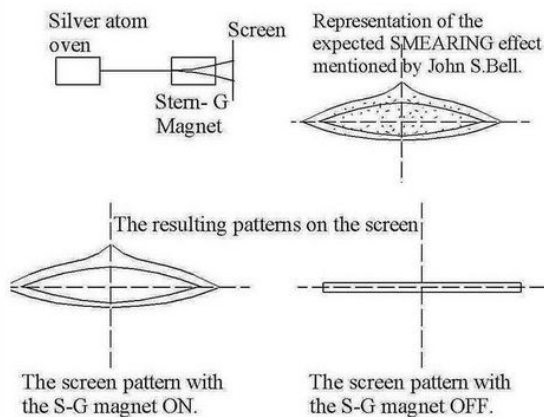 Silver atom
oven
Screen
Stern- G
Magnet
Representation of the
expected SMEARING effect
mentioned by John S.Bell.
The resulting patterns on the screen
The screen pattern with
the S-G magnet ON.
The screen pattern with
the S-G magnet OFF.